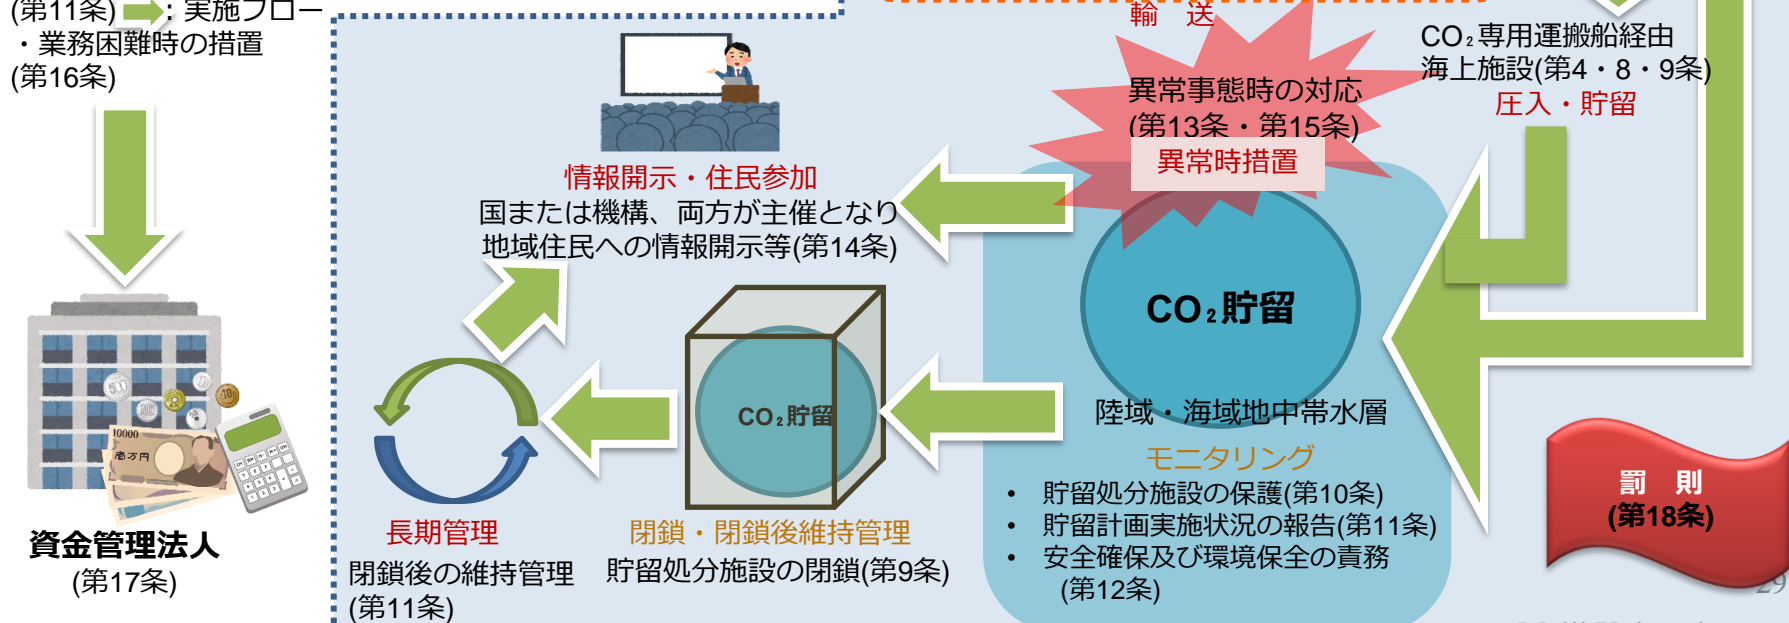 (第11条) : 実施フロー
・業務困難時の措置
(第16条)
資金管理法人
(第17条)
輸 送
CO₂専用運搬船経由
海上施設(第4・8・9条)
圧入・貯留
異常事態時の対応
(第13条・第15条)
異常時措置
情報開示・住民参加
国または機構、両方が主催となり
地域住民への情報開示等(第14条)
CO₂貯留
陸域・海域地中帯水層
モニタリング
• 貯留処分施設の保護(第10条)
• 貯留計画実施状況の報告(第11条)
• 安全確保及び環境保全の責務
(第12条)
CO₂貯留
閉鎖・閉鎖後維持管理
貯留処分施設の閉鎖(第9条)
長期管理
閉鎖後の維持管理
(第11条)
罰 則
(第18条)
29
10000
壱万円